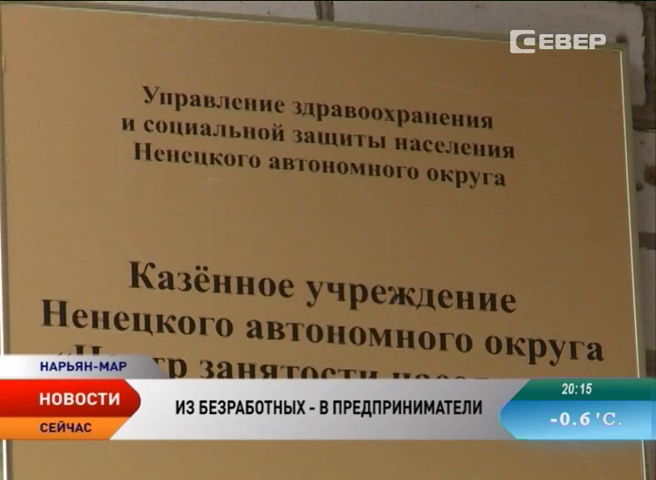 СЕВЕР
Управление здравоохранения
и социальной защиты населения
Ненецкого автономного округа
Казённое учреждение
Ненецкого автономного округа
занятости
НАРЬЯН-МАР
НОВОСТИ
СЕЙЧАС
ИЗ БЕЗРАБОТНЫХ - В ПРЕДПРИНИМАТЕЛИ
20:15
-0.6 °C.